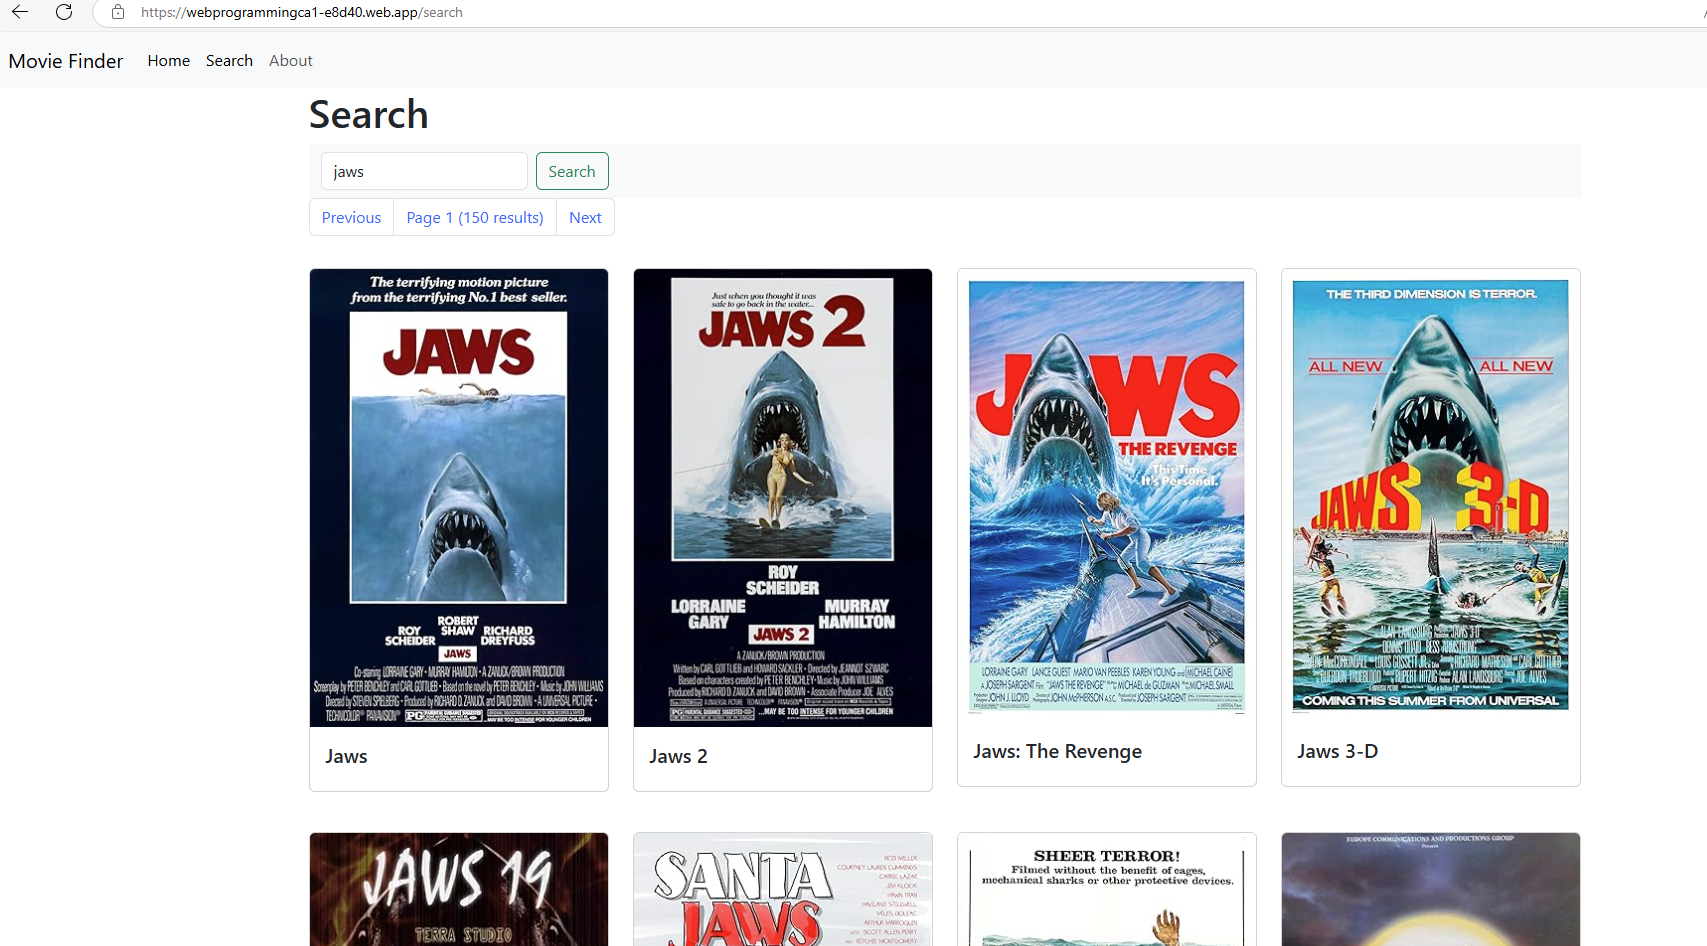 https://webprogrammingca1-e8d40.web.app/search
Movie Finder Home Search About
Search
jaws Search
Previous Page 1 (150 results) Next
The terrifying motion picture
from the terrifying No.1 best seller.
JAWS
ROY SCHEIDER ROBERT SHAW RICHARD DREYFUSS
JAWS
Co-starring LORRAINE GARY · MURRAY HAMILTON · A ZANUCK/BROWN PRODUCTION
Screenplay by PETER BENCHLEY and CARL GOTTLIEB · Based on the novel by PETER BENCHLEY · Music by JOHN WILLIAMS
Directed by STEVEN SPIELBERG · Produced by RICHARD D. ZANUCK and DAVID BROWN · A UNIVERSAL PICTURE ·
TECHNICOLOR® PANAVISION® PG
...MAY BE TOO INTENSE FOR YOUNGER CHILDREN
Jaws
Just when you thought it was
safe to go back in the water...
JAWS 2
ROY
SCHEIDER
LORRAINE GARY
MURRAY HAMILTON
JAWS 2
A ZANUCK/BROWN PRODUCTION
Written by CARL GOTTLIEB and HOWARD SACKLER · Directed by JEANNOT SZWARC
Based on characters created by PETER BENCHLEY · Music by JOHN WILLIAMS
Produced by RICHARD D. ZANUCK and DAVID BROWN · Associate Producer JOE ALVES
PG
...MAY BE TOO INTENSE FOR YOUNGER CHILDREN
Jaws 2
JAWS
THE REVENGE
This Time
It's Personal.
LORRAINE GARY LANCE GUEST MARIO VAN PEEBLES KAREN YOUNG and MICHAEL CAINE
A JOSEPH SARGENT Film "JAWS THE REVENGE" MICHAEL de GUZMAN MICHAEL SMALL
JOHN J. LLOYD JOHN McPHERSON A.S.C. JOSEPH SARGENT
Jaws: The Revenge
THE THIRD DIMENSION IS TERROR.
ALL NEW ALL NEW
JAWS 3-D
ALAN LANDSBURG JAWS 3-D
DENNIS QUAID BESS ARMSTRONG
SIMON MacCORKINDALE LOUIS GOSSETT JR. RICHARD MATHESON CARL GOTTLIEB
GUERDON TRUEBLOOD RUPERT HITZIG ALAN LANDSBURG JOE ALVES
COMING THIS SUMMER FROM UNIVERSAL
Jaws 3-D
JAWS 19
TERRA STUDIO
SANTA
JAWS
REID MILLER
COURTNEY LAUREN CUMMINGS
CARRIE LAZAR
JIM KLOCK
HAWN TRAN
HAVILAND STILLWELL
MILES DOLEAC
ARTHUR MARROQUIN
WITH SCOTT ALLEN PERRY
AND RITCHIE MONTGOMERY
SHEER TERROR!
Filmed without the benefit of cages,
mechanical sharks or other protective devices.
EUROPE COMMUNICATIONS AND PRODUCTIONS GROUP
Present